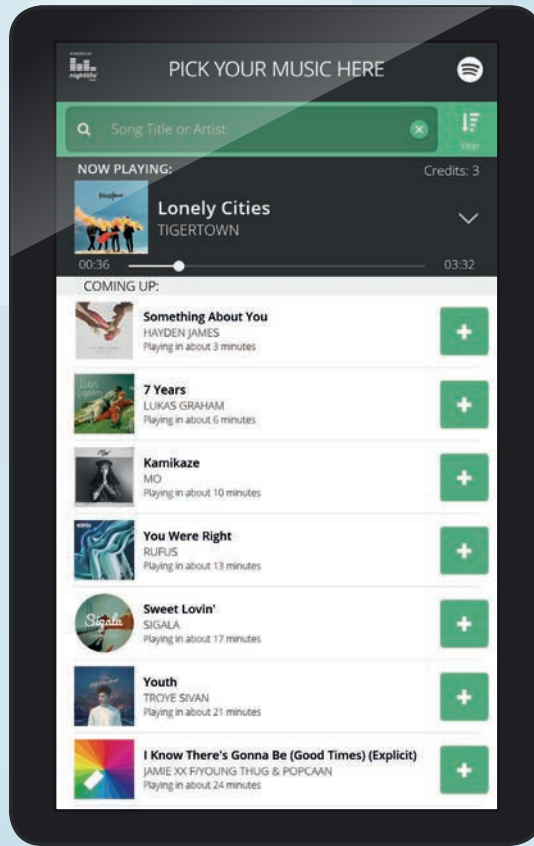 nightlife
PICK YOUR MUSIC HERE
Song Title or Artist
Year
NOW PLAYING:
Credits: 3
Lonely Cities
TIGERTOWN
00:36
03:32
COMING UP:
Something About You
HAYDEN JAMES
Playing in about 3 minutes
7 Years
LUKAS GRAHAM
Playing in about 6 minutes
Kamikaze
MO
Playing in about 10 minutes
You Were Right
RUFUS
Playing in about 13 minutes
Sigala
Sweet Lovin'
SIGALA
Playing in about 17 minutes
Youth
TROYE SIVAN
Playing in about 21 minutes
I Know There's Gonna Be (Good Times) (Explicit)
JAMIE XX F/YOUNG THUG & POPCAAN
Playing in about 24 minutes